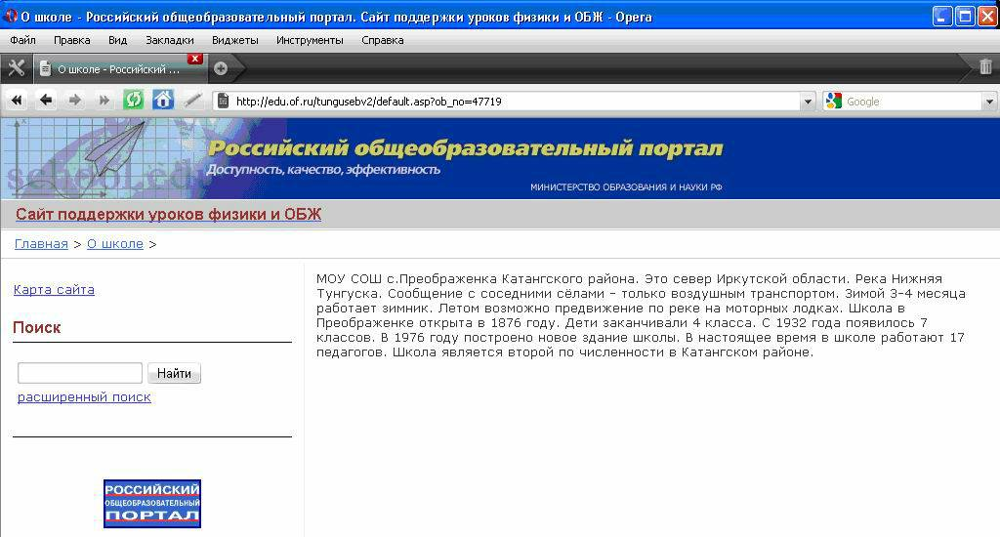 О школе - Российский общеобразовательный портал. Сайт поддержки уроков физики и ОБЖ - Opera
Файл Правка Вид Закладки Виджеты Инструменты Справка
О школе - Российский ...
http://edu.of.ru/tungusebv2/default.asp?ob_no=47719
Google
school.edu
Российский общеобразовательный портал
Доступность, качество, эффективность
МИНИСТЕРСТВО ОБРАЗОВАНИЯ И НАУКИ РФ
Сайт поддержки уроков физики и ОБЖ
Главная > О школе >
Карта сайта
Поиск
Найти
расширенный поиск
РОССИЙСКИЙ
ОБЩЕОБРАЗОВАТЕЛЬНЫЙ
ПОРТАЛ
МОУ СОШ с.Преображенка Катангского района. Это север Иркутской области. Река Нижняя
Тунгуска. Сообщение с соседними сёлами – только воздушным транспортом. Зимой 3-4 месяца
работает зимник. Летом возможно предвижение по реке на моторных лодках. Школа в
Преображенке открыта в 1876 году. Дети заканчивали 4 класса. С 1932 года появилось 7
классов. В 1976 году построено новое здание школы. В настоящее время в школе работают 17
педагогов. Школа является второй по численности в Катангском районе.